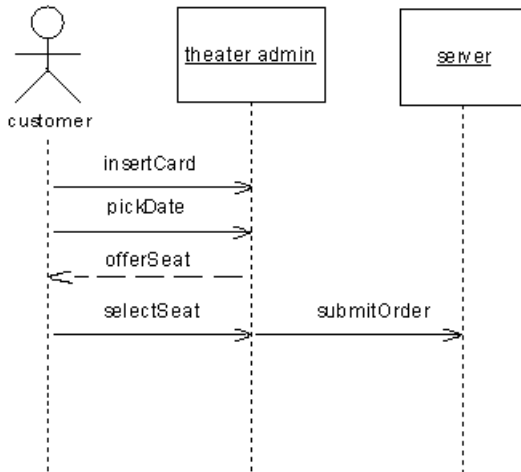 theater admin
server
customer
insertCard
pickDate
offerSeat
selectSeat
submitOrder